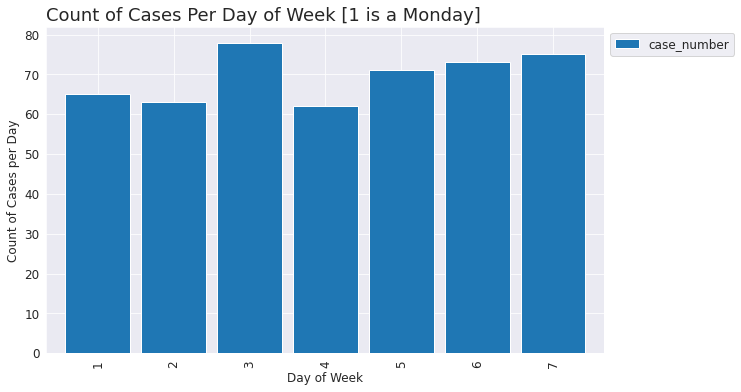 Count of Cases Per Day of Week [1 is a Monday]
case_number
Count of Cases per Day
80
70
60
50
40
30
20
10
0
1 2 3 4 5 6 7
Day of Week